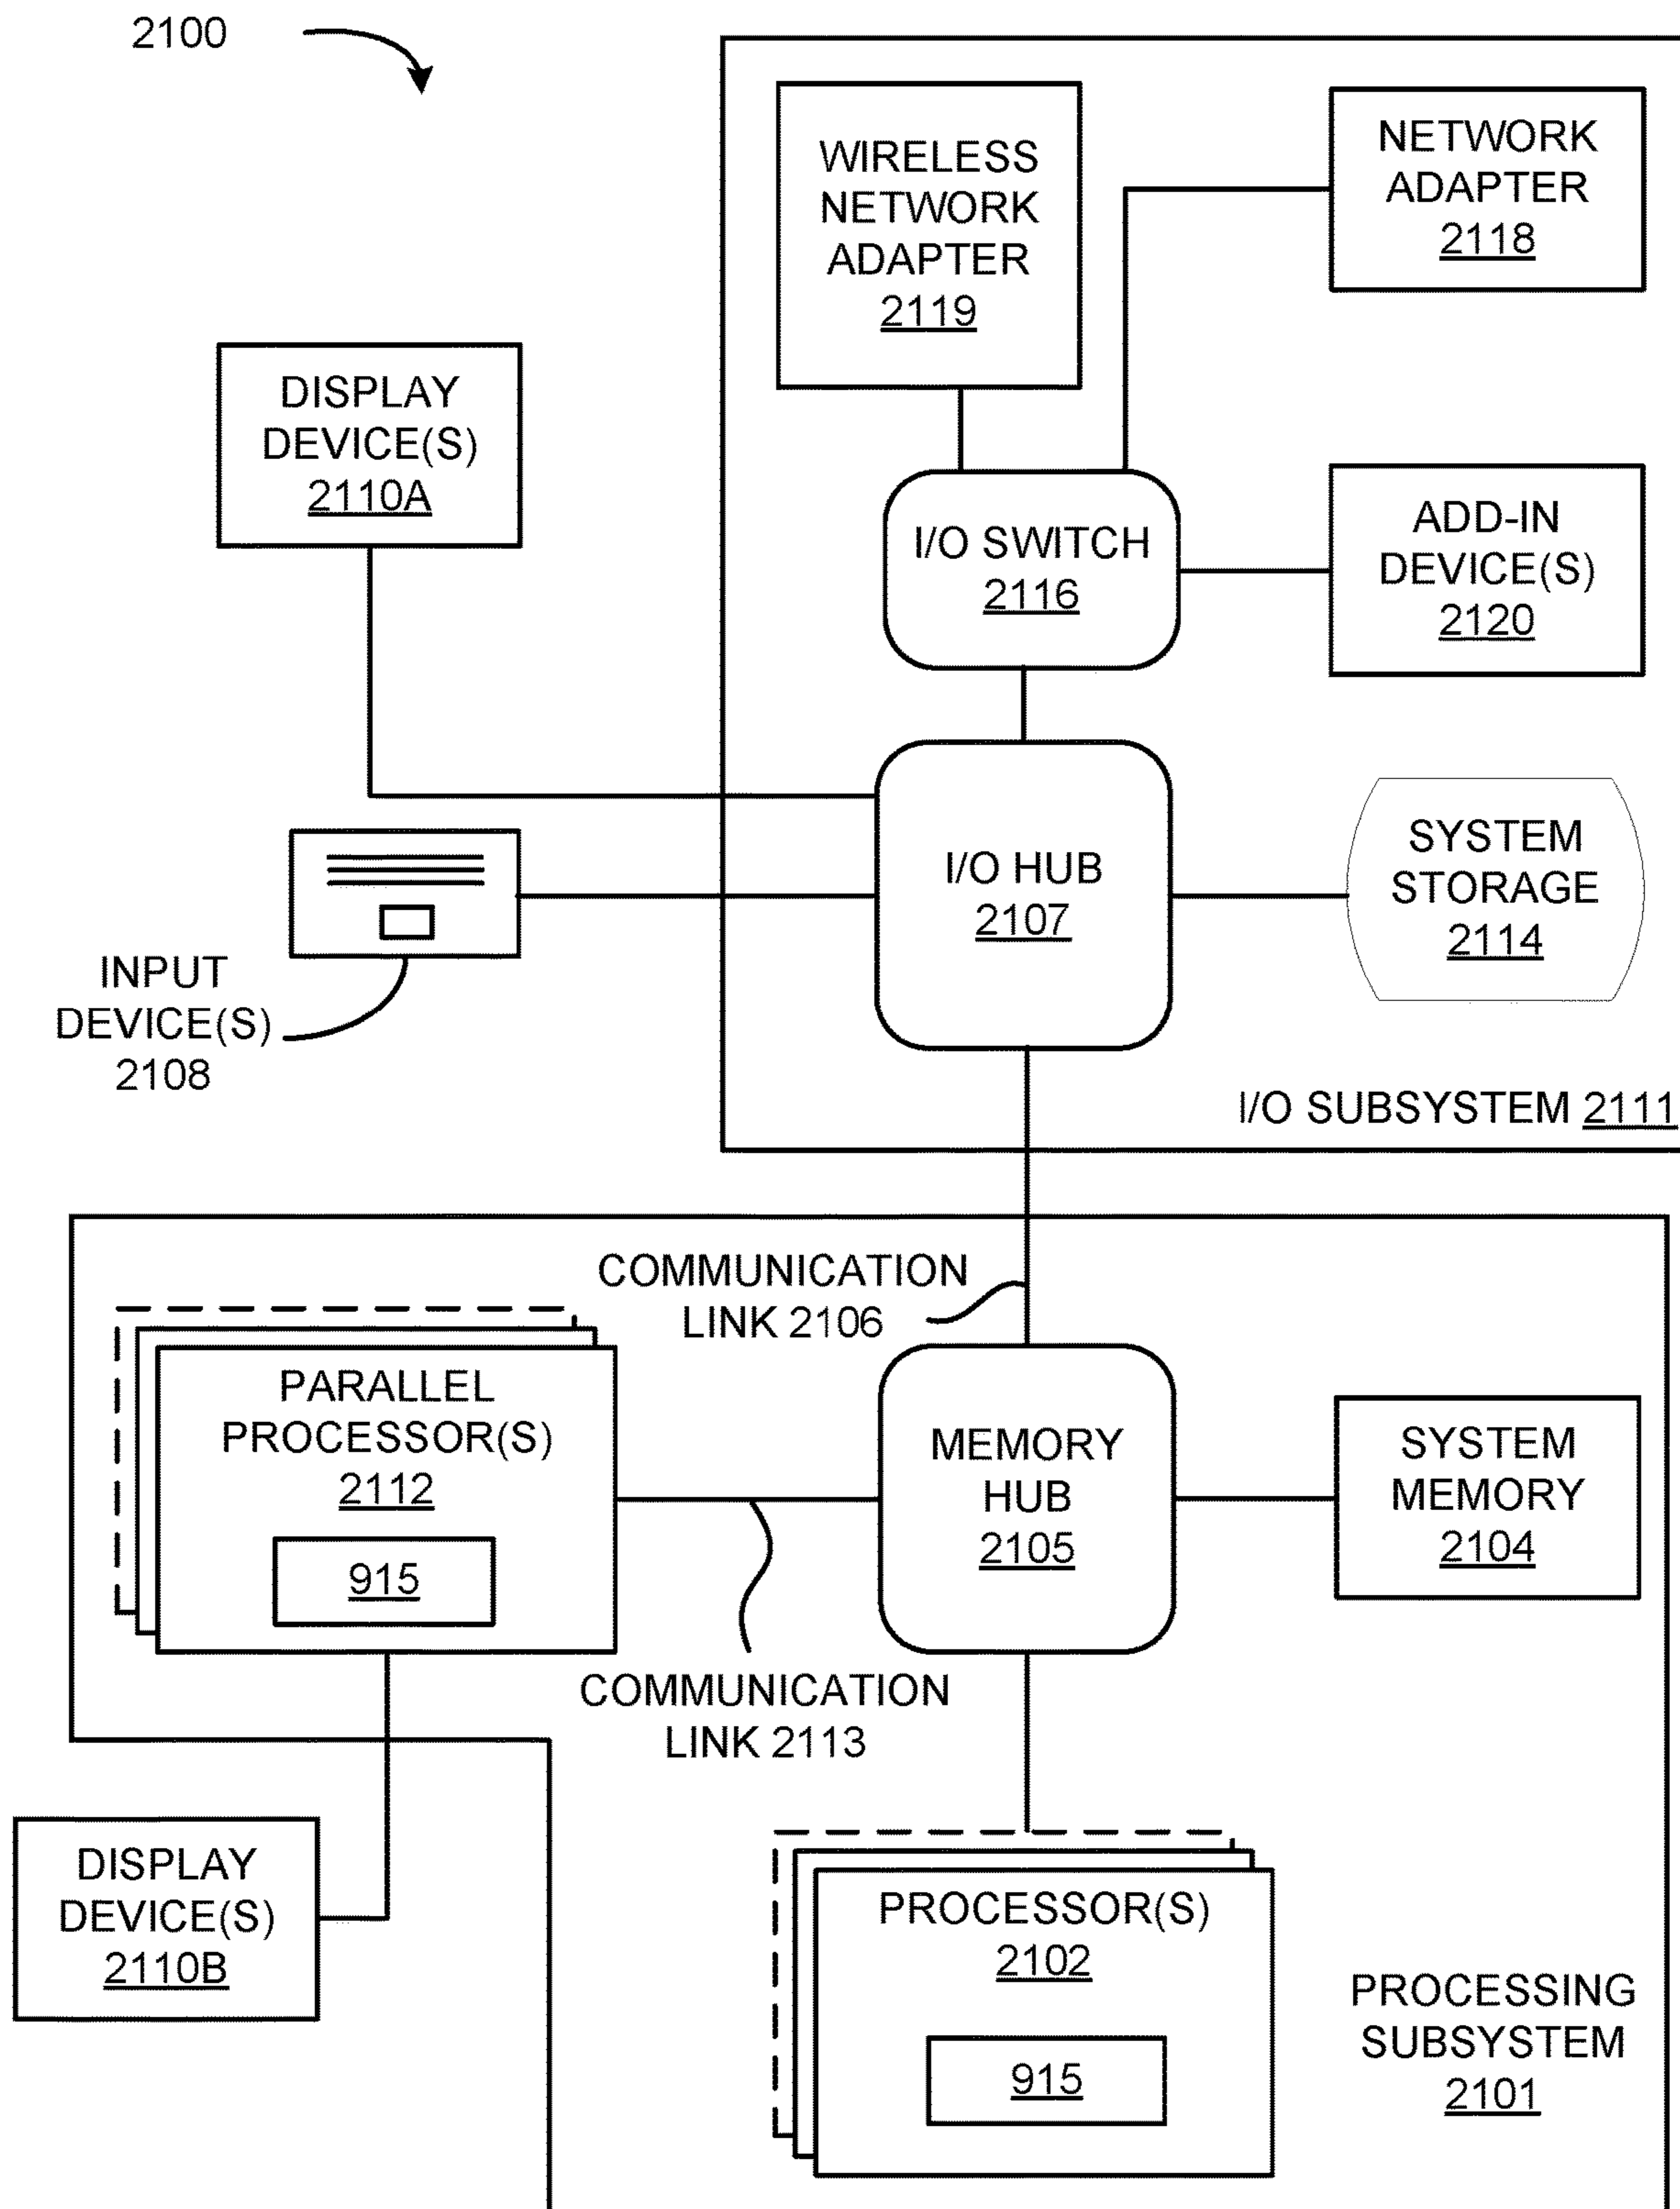 2100
WIRELESS
NETWORK
ADAPTER
2119
NETWORK
ADAPTER
2118
DISPLAY
DEVICE(S)
2110A
I/O SWITCH
2116
ADD-IN
DEVICE(S)
2120
I/O HUB
2107
SYSTEM
STORAGE
2114
INPUT
DEVICE(S)
2108
I/O SUBSYSTEM 2111
COMMUNICATION
LINK 2106
PARALLEL
PROCESSOR(S)
2112
915
MEMORY
HUB
2105
SYSTEM
MEMORY
2104
COMMUNICATION
LINK 2113
DISPLAY
DEVICE(S)
2110B
PROCESSOR(S)
2102
915
PROCESSING
SUBSYSTEM
2101